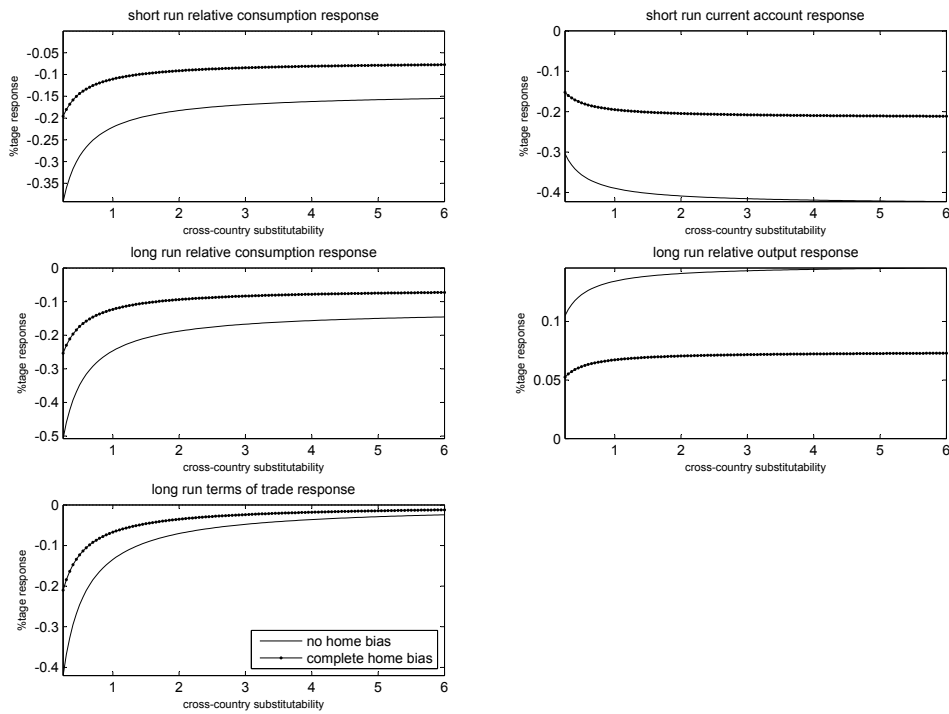 short run relative consumption response
-0.05
-0.1
-0.15
-0.2
-0.25
-0.3
-0.35
%tage response
1 2 3 4 5 6
cross-country substitutability
short run current account response
0
-0.1
-0.2
-0.3
-0.4
%tage response
1 2 3 4 5 6
cross-country substitutability
long run relative consumption response
0
-0.1
-0.2
-0.3
-0.4
-0.5
%tage response
1 2 3 4 5 6
cross-country substitutability
long run relative output response
0.1
0.05
0
%tage response
1 2 3 4 5 6
cross-country substitutability
long run terms of trade response
0
-0.1
-0.2
-0.3
-0.4
%tage response
no home bias
complete home bias
1 2 3 4 5 6
cross-country substitutability